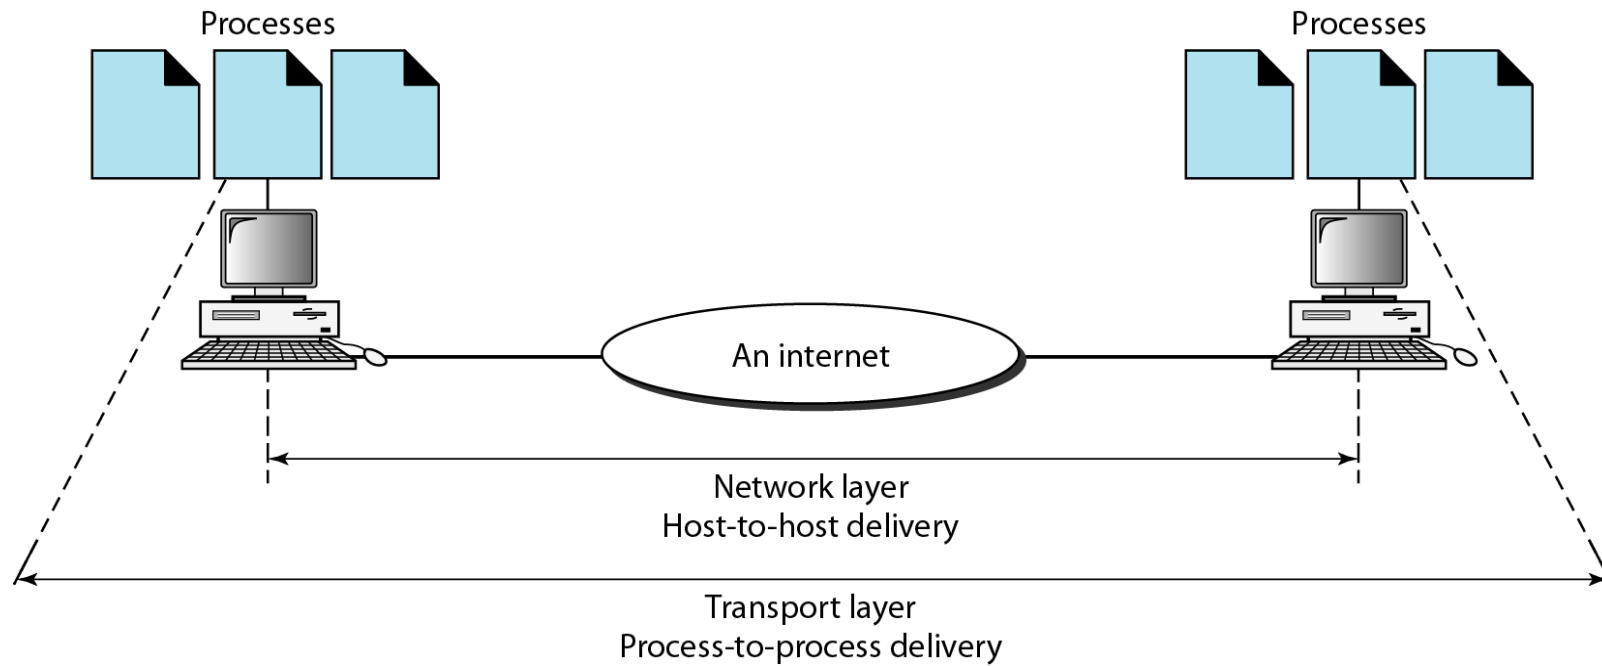 Processes
Processes
An internet
Network layer
Host-to-host delivery
Transport layer
Process-to-process delivery